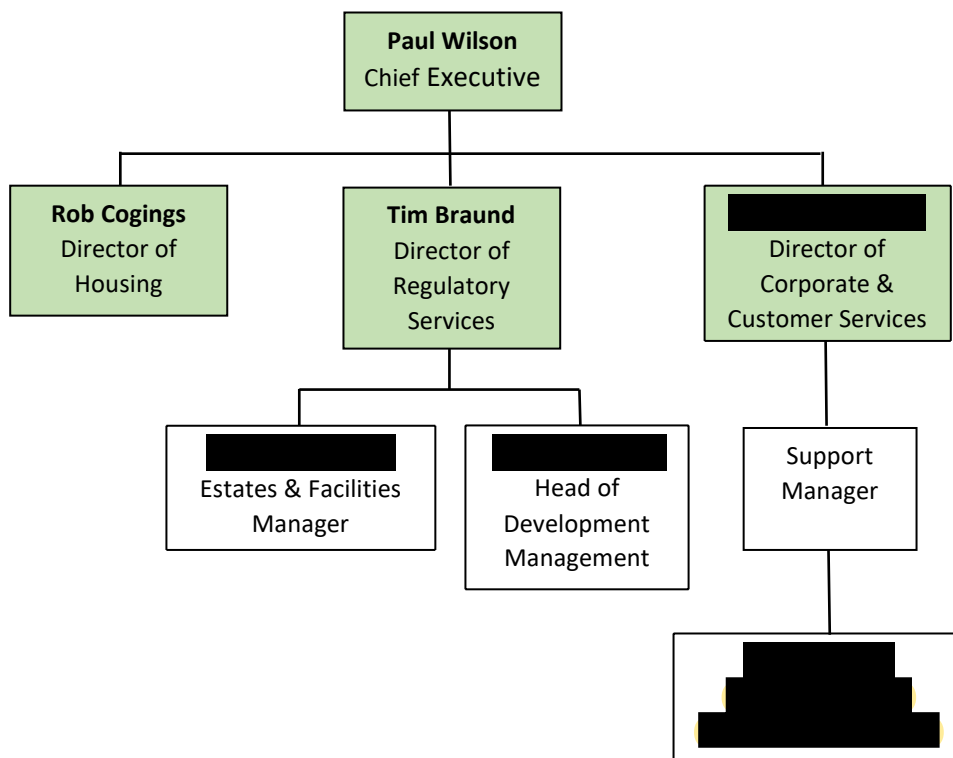 Paul Wilson
Chief Executive
Rob Cogings
Director of
Housing
Tim Braund
Director of
Regulatory
Services
Director of
Corporate &
Customer Services
Estates & Facilities
Manager
Head of
Development
Management
Support
Manager